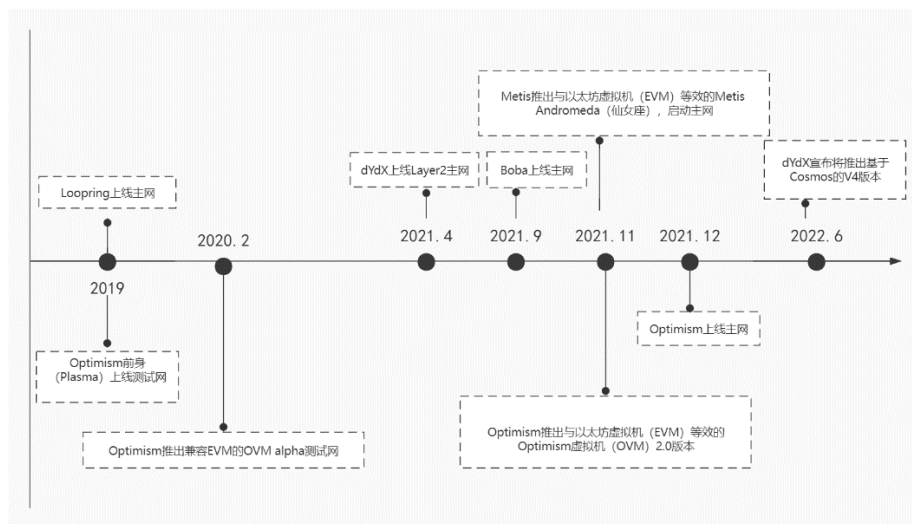 Metis推出与以太坊虚拟机（EVM）等效的Metis
Andromeda（仙女座），启动主网
dYdX宣布将推出基于
Cosmos的V4版本
dYdX上线Layer2主网
Boba上线主网
Loopring上线主网
2019
2020. 2
2021. 4
2021. 9
2021. 11
2021. 12
2022. 6
Optimism上线主网
Optimism前身
（Plasma）上线测试网
Optimism推出兼容EVM的OVM alpha测试网
Optimism推出与以太坊虚拟机（EVM）等效的
Optimism虚拟机（OVM）2.0版本